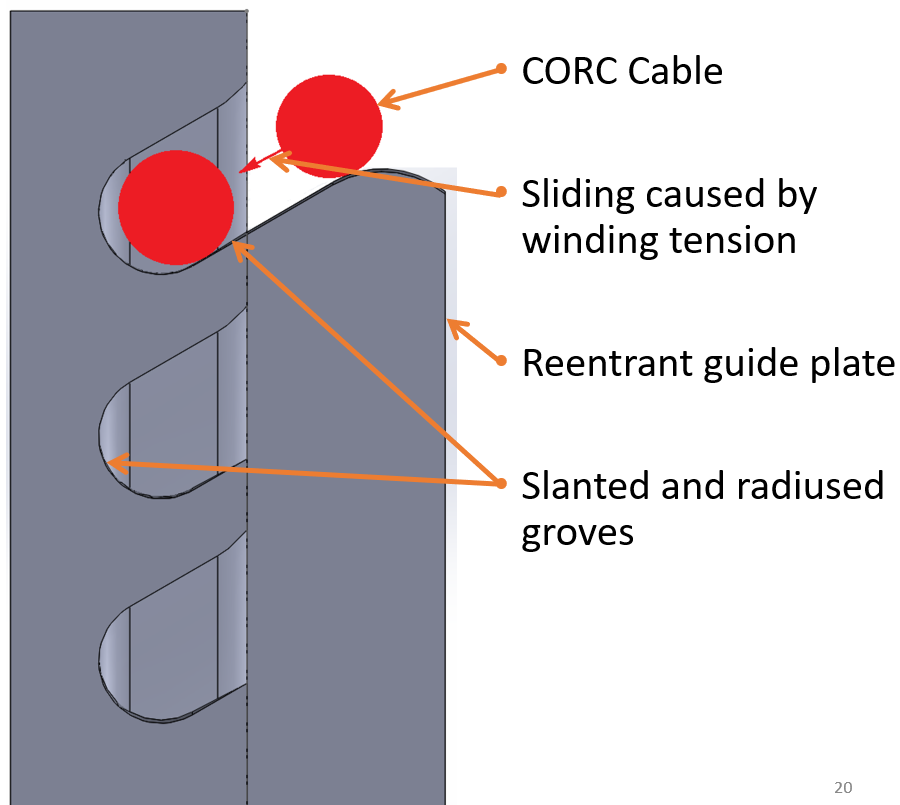 CORC Cable
Sliding caused by
winding tension
Reentrant guide plate
Slanted and radiused
groves
20